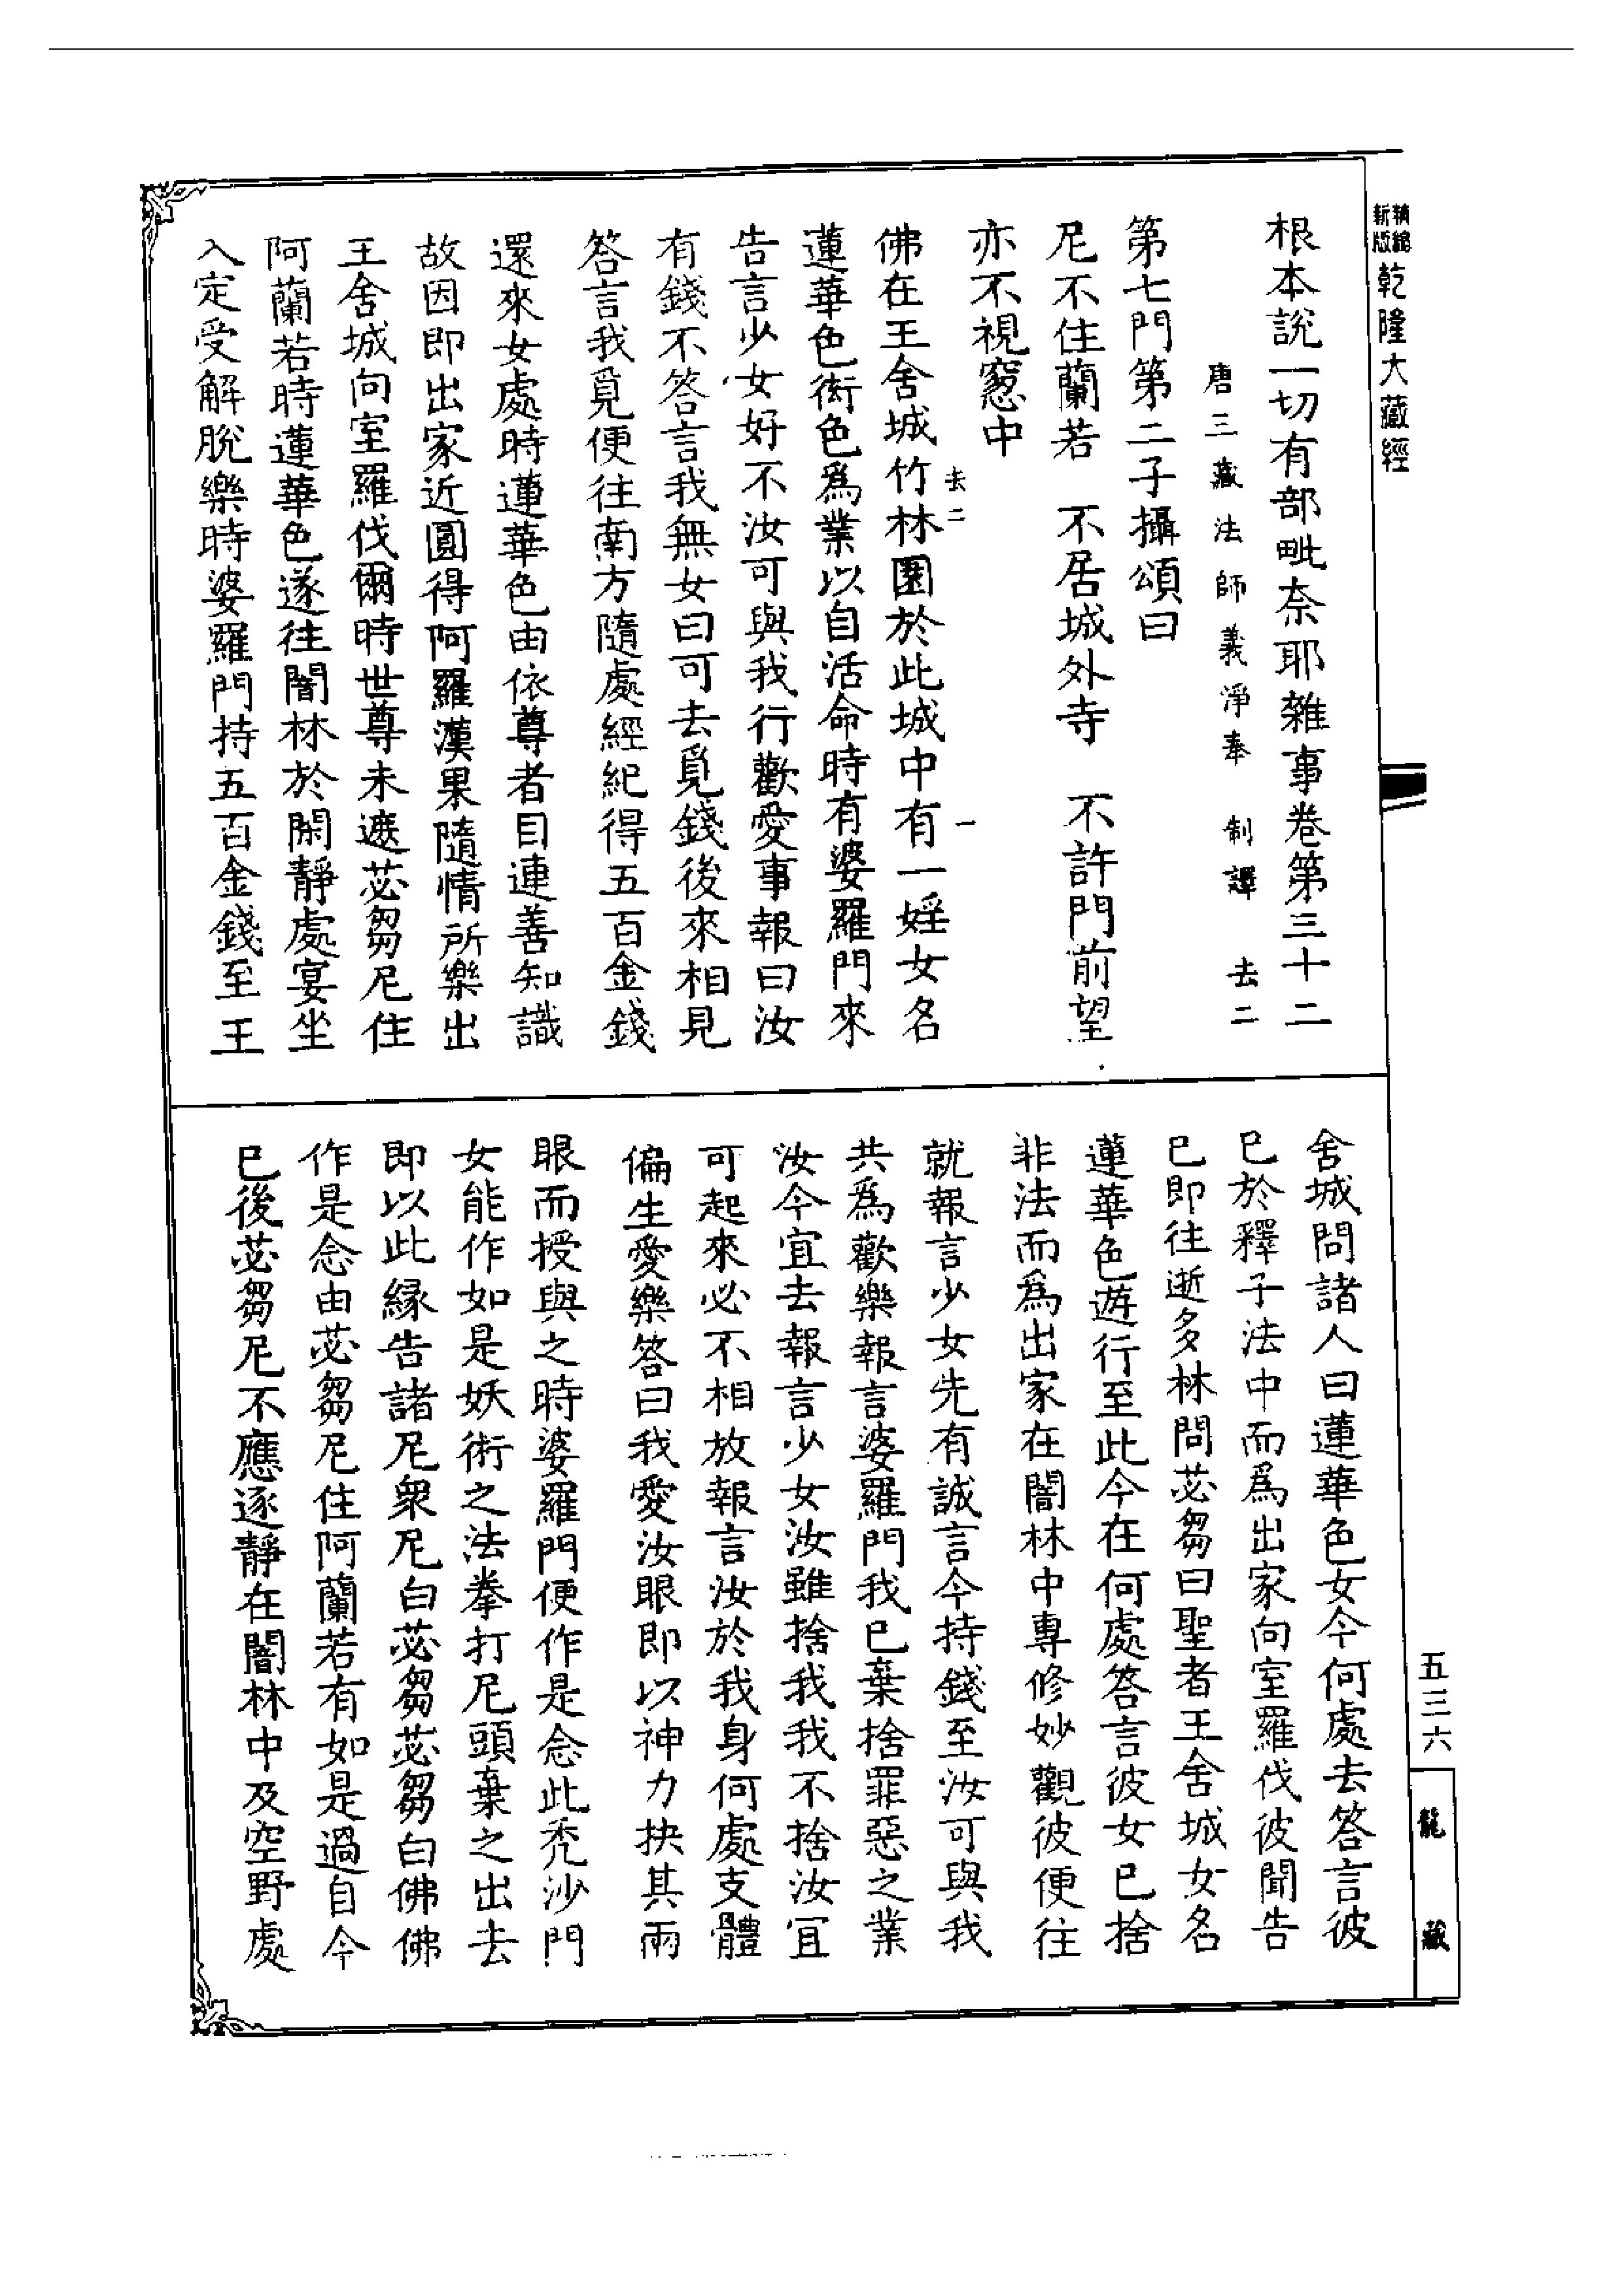 新版精縮乾隆大藏經
根本說一切有部毗奈耶雜事卷第三十二
唐三藏法師義淨奉 制譯 去二
第七門第二子攝頌曰
尼不住蘭若 不居城外寺 不許門前望
亦不視窓中
去二 一
佛在王舍城竹林園於此城中有一婬女名
蓮華色衒色爲業以自活命時有婆羅門來
告言少女好不汝可與我行歡愛事報曰汝
有錢不答言我無女曰可去覓錢後來相見
答言我覓便往南方隨處經紀得五百金錢
還來女處時蓮華色由依尊者目連善知識
故因即出家近圓得阿羅漢果隨情所樂出
王舍城向室羅伐爾時世尊未遮苾芻尼住
阿蘭若時蓮華色遂往闇林於閑靜處宴坐
入定受解脫樂時婆羅門持五百金錢至王
舍城問諸人曰蓮華色女今何處去答言彼
已於釋子法中而爲出家向室羅伐彼聞告
已即往逝多林問苾芻曰聖者王舍城女名
蓮華色遊行至此今在何處答言彼女已捨
非法而爲出家在闇林中專修妙觀彼便往
就報言少女先有誠言今持錢至汝可與我
共爲歡樂報言婆羅門我已棄捨罪惡之業
汝今宜去報言少女汝雖捨我我不捨汝宜
可起來必不相放報言汝於我身何處支體
偏生愛樂答曰我愛汝眼即以神力抉其兩
眼而授與之時婆羅門便作是念此禿沙門
女能作如是妖術之法拳打尼頭棄之出去
即以此緣告諸尼衆尼白苾芻苾芻白佛佛
作是念由苾芻尼住阿蘭若有如是過自今
已後苾芻尼不應逐靜在闇林中及空野處
五三六
龍藏